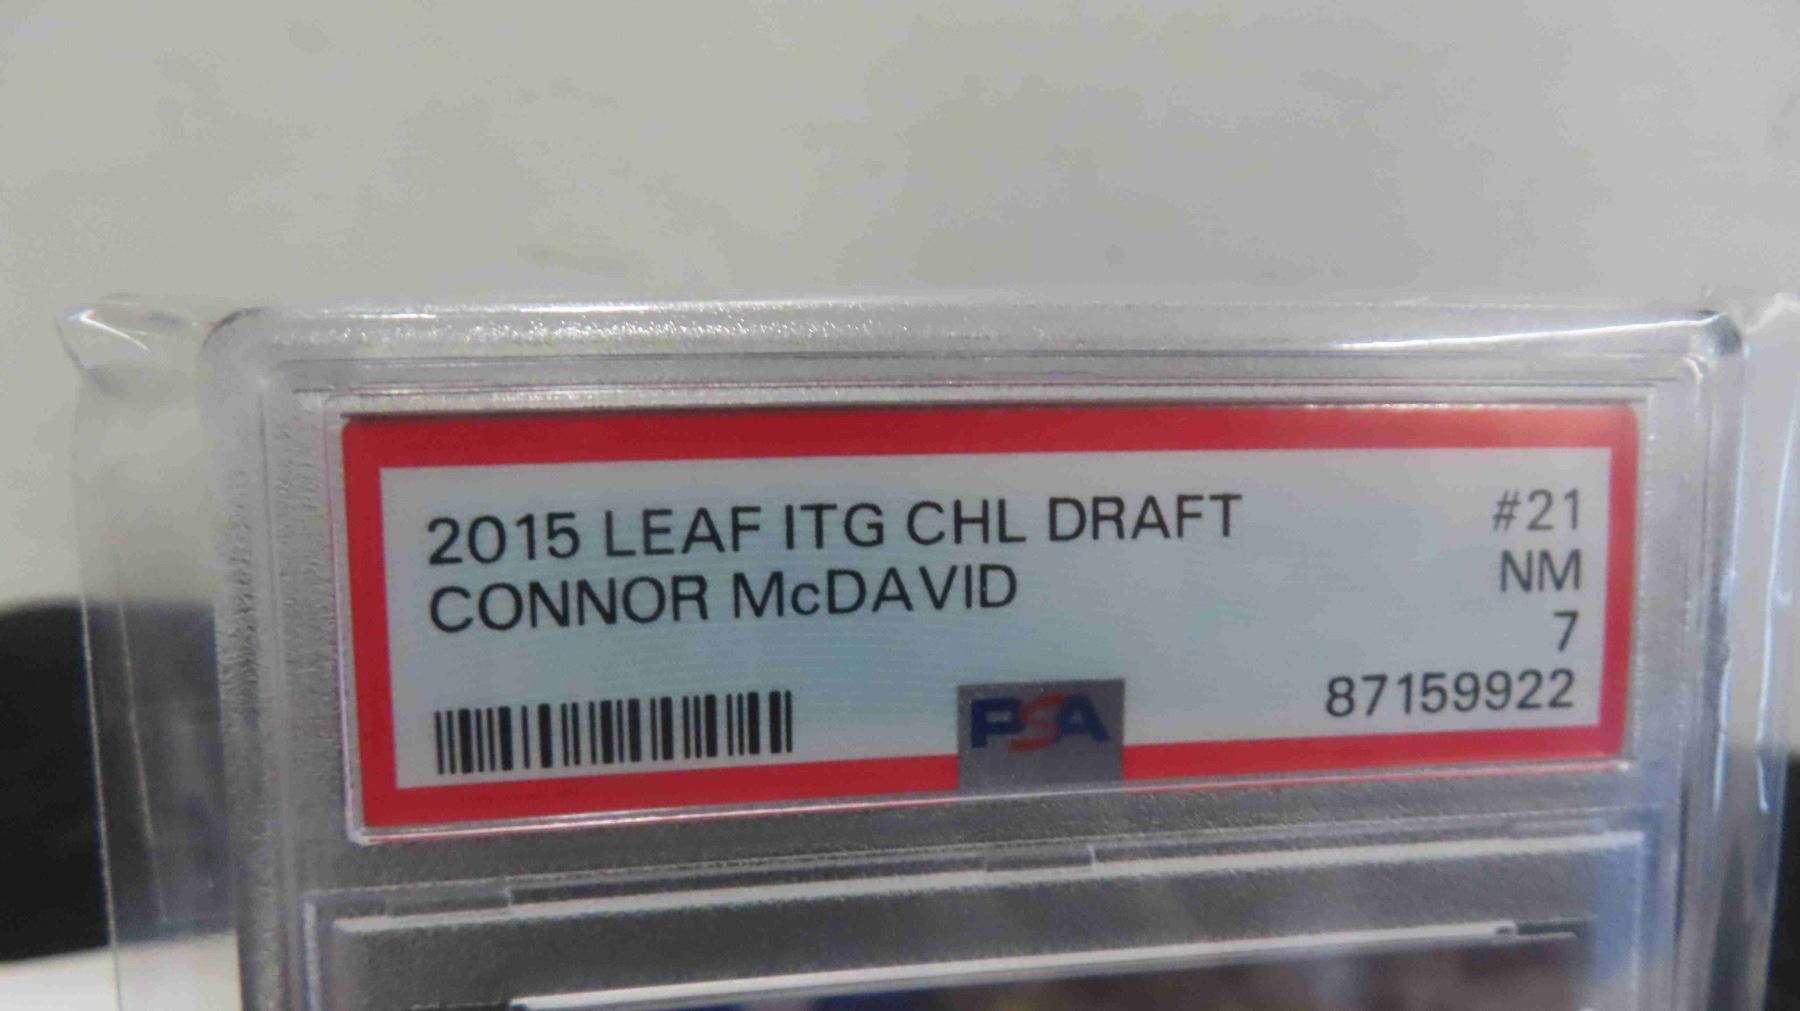 2015 LEAF ITG CHL DRAFT #21
CONNOR McDAVID NM
7
PSA 87159922